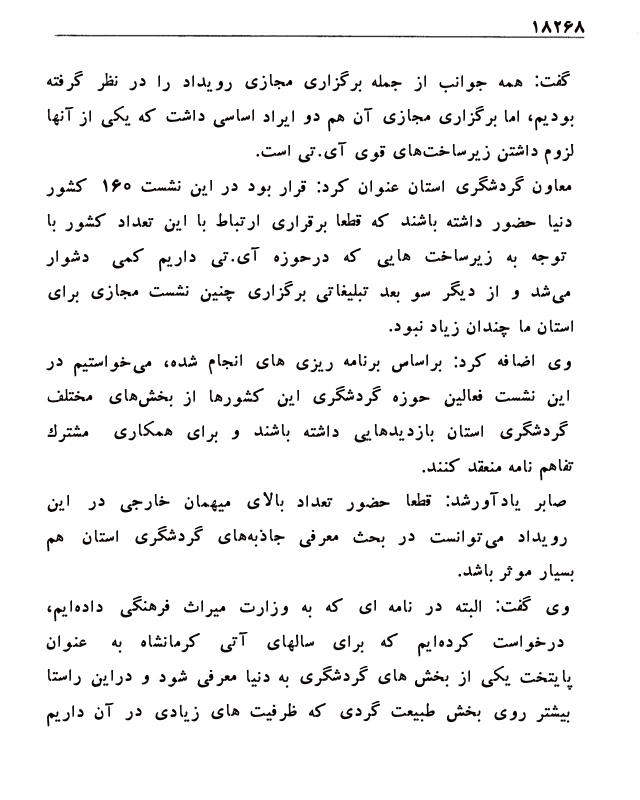 ۱۸۲۶۸
گفت: همه جوانب از جمله برگزاری مجازی رویداد را در نظر گرفته
بودیم، اما برگزاری مجازی آن هم دو ایراد اساسی داشت که یکی از آنها
لزوم داشتن زیرساخت‌های قوی آی.تی است.
معاون گردشگری استان عنوان کرد: قرار بود در این نشست ۱۶۰ کشور
دنیا حضور داشته باشند که قطعا برقراری ارتباط با این تعداد کشور با
توجه به زیرساخت هایی که درحوزه آی.تی داریم کمی دشوار
می‌شد و از دیگر سو بعد تبلیغاتی برگزاری چنین نشست مجازی برای
استان ما چندان زیاد نبود.
وی اضافه کرد: براساس برنامه ریزی های انجام شده، می‌خواستیم در
این نشست فعالین حوزه گردشگری این کشورها از بخش‌های مختلف
گردشگری استان بازدیدهایی داشته باشند و برای همکاری مشترك
تفاهم نامه منعقد کنند.
صابر یادآورشد: قطعا حضور تعداد بالای میهمان خارجی در این
رویداد می‌توانست در بحث معرفی جاذبه‌های گردشگری استان هم
بسیار موثر باشد.
وی گفت: البته در نامه ای که به وزارت میراث فرهنگی داده‌ایم،
درخواست کرده‌ایم که برای سالهای آتی کرمانشاه به عنوان
پایتخت یکی از بخش های گردشگری به دنیا معرفی شود و دراین راستا
بیشتر روی بخش طبیعت گردی که ظرفیت های زیادی در آن داریم